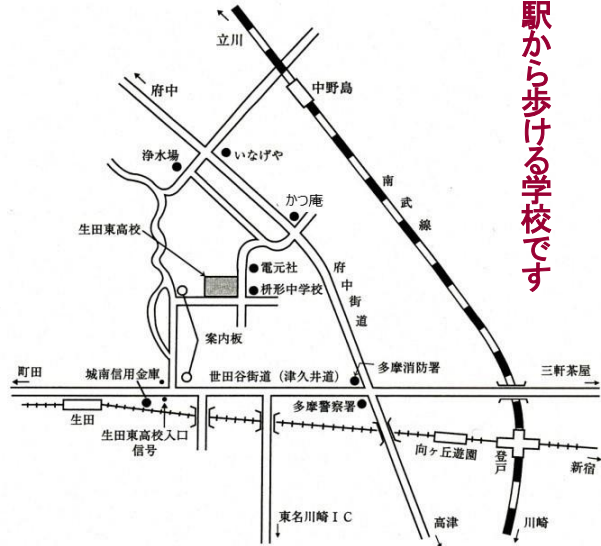 駅から歩ける学校です
立川
中野島
府中
浄水場
いなげや
南武線
かつ庵
生田東高校
電元社
枡形中学校
府中街道
案内板
町田
城南信用金庫
世田谷街道（津久井道）
多摩消防署
三軒茶屋
生田
生田東高校入口
信号
多摩警察署
向ヶ丘遊園
登戸
新宿
東名川崎ＩＣ
高津
川崎